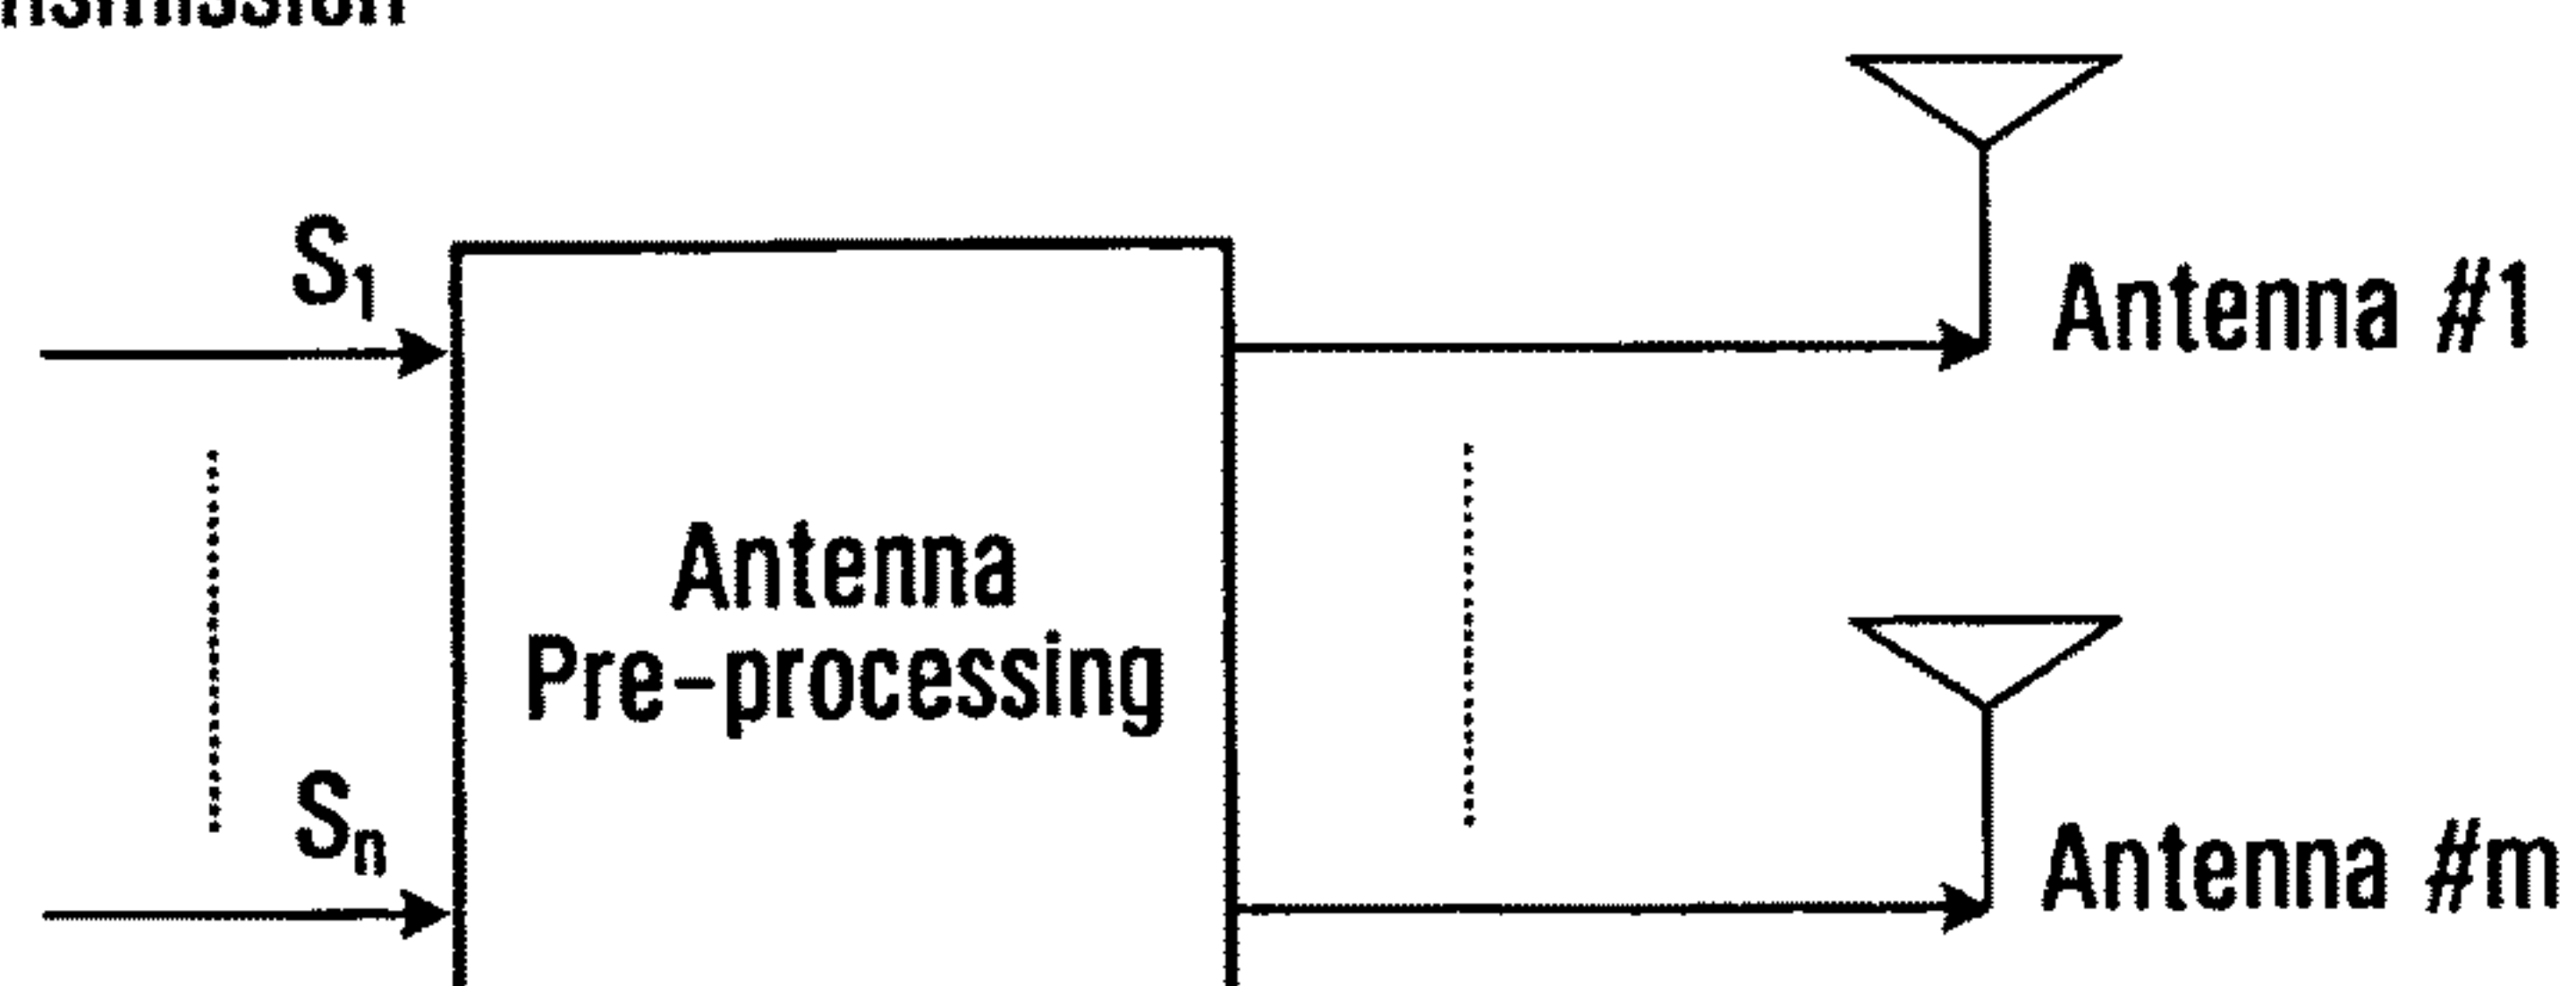 S1
Antenna #1
Antenna
Pre-processing
Sn
Antenna #m